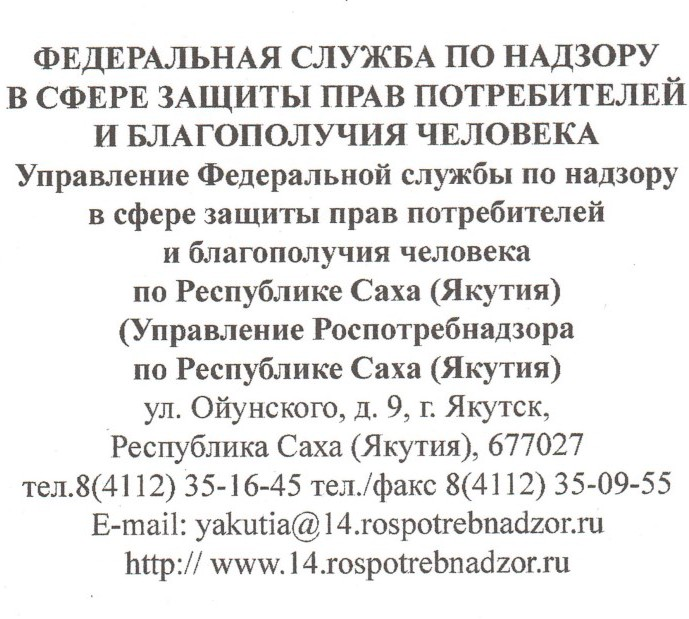 ФЕДЕРАЛЬНАЯ СЛУЖБА ПО НАДЗОРУ
В СФЕРЕ ЗАЩИТЫ ПРАВ ПОТРЕБИТЕЛЕЙ
И БЛАГОПОЛУЧИЯ ЧЕЛОВЕКА
Управление Федеральной службы по надзору
в сфере защиты прав потребителей
и благополучия человека
по Республике Саха (Якутия)
(Управление Роспотребнадзора
по Республике Саха (Якутия)
ул. Ойунского, д. 9, г. Якутск,
Республика Саха (Якутия), 677027
тел.8(4112) 35-16-45 тел./факс 8(4112) 35-09-55
E-mail: yakutia@14.rospotrebnadzor.ru
http:// www.14.rospotrebnadzor.ru